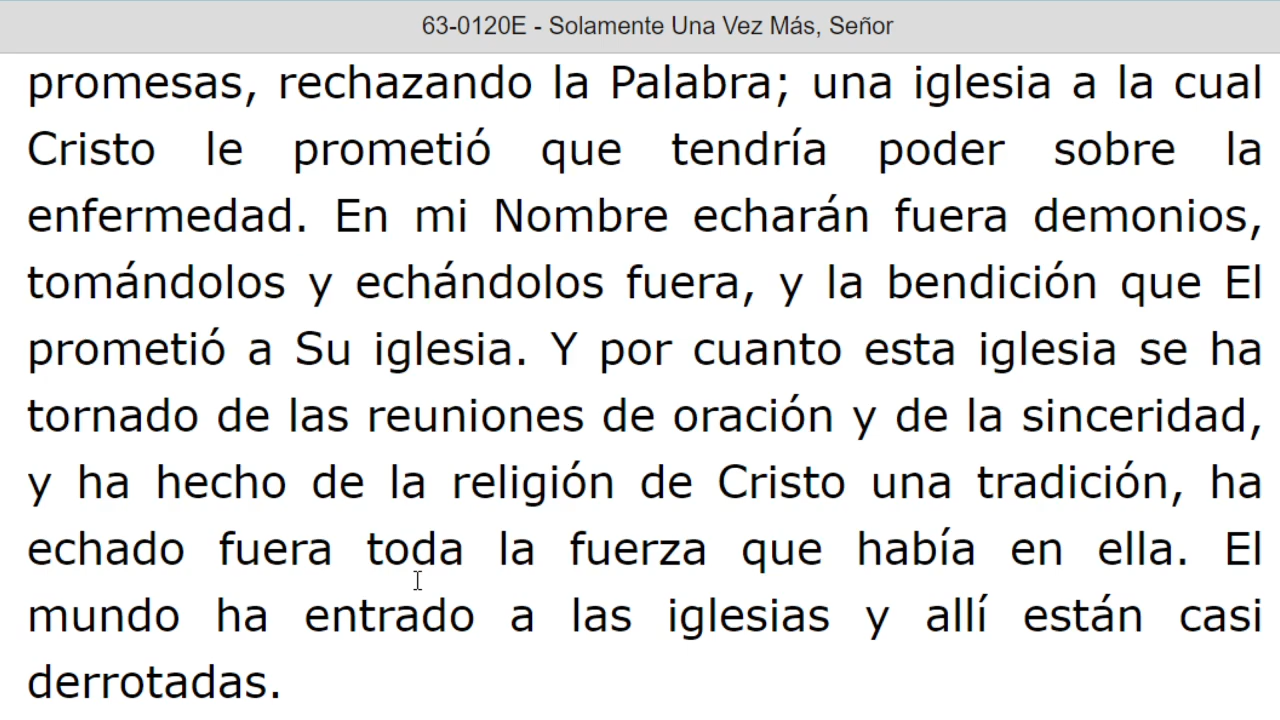 63-0120E - Solamente Una Vez Más, Señor
promesas, rechazando la Palabra; una iglesia a la cual
Cristo le prometió que tendría poder sobre la
enfermedad. En mi Nombre echarán fuera demonios,
tomándolos y echándolos fuera, y la bendición que El
prometió a Su iglesia. Y por cuanto esta iglesia se ha
tornado de las reuniones de oración y de la sinceridad,
y ha hecho de la religión de Cristo una tradición, ha
echado fuera toda la fuerza que había en ella. El
mundo ha entrado a las iglesias y allí están casi
derrotadas.